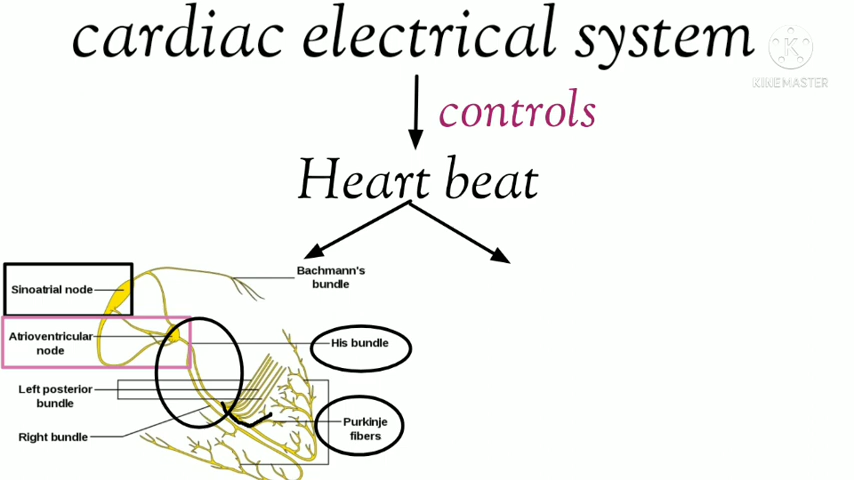 cardiac electrical system
K
KINEMASTER
controls
Heart beat
Bachmann's
bundle
Sinoatrial node
Atrioventricular
node
His bundle
Left posterior
bundle
Purkinje
fibers
Right bundle